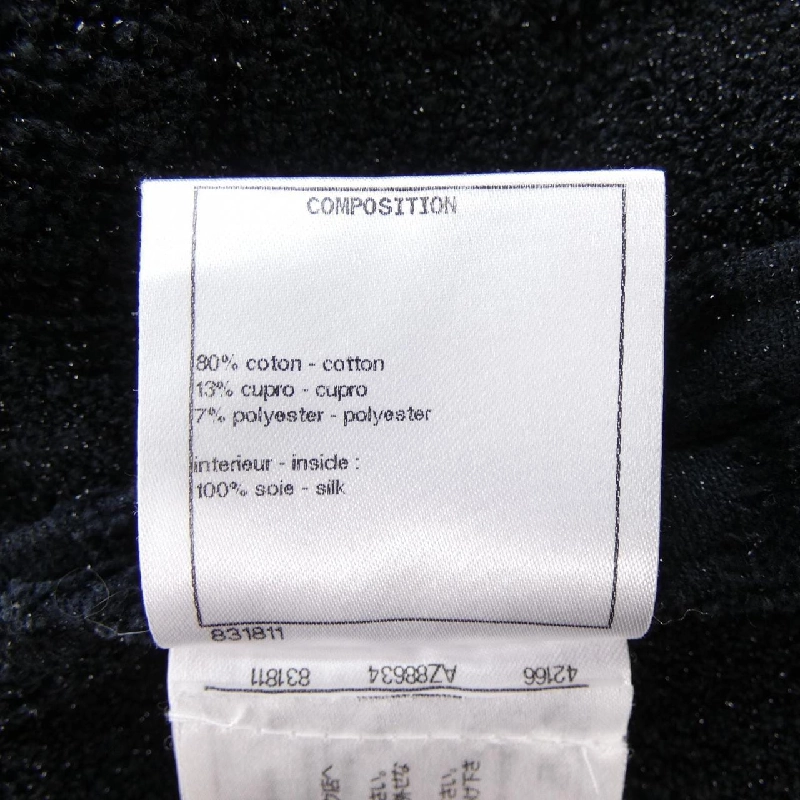 COMPOSITION
80% coton - cotton
13% cupro - cupro
7% polyester - polyester
interieur - inside :
100% soie - silk
831811
42166 AZ88634 831811